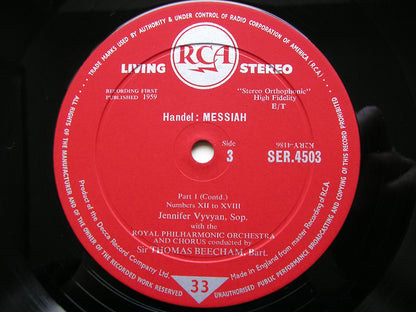 TRADE MARKS USED BY AUTHORITY & UNDER CONTROL OF RADIO CORPORATION OF AMERICA (R.C.A.)
RCA
LIVING STEREO
RECORDING FIRST
PUBLISHED 1959
"Stereo Orthophonic"
High Fidelity
E/T
Handel: MESSIAH
Side
3
KRRY-4186
SER.4503
Part I (Contd.)
Numbers XII to XVIII
Jennifer Vyvyan, Sop.
with the
ROYAL PHILHARMONIC ORCHESTRA
AND CHORUS conducted by
Sir THOMAS BEECHAM, Bart.
Product of the Decca Record Company Ltd.
Made in England from master Recording of RCA
33
ALL RIGHTS OF THE MANUFACTURER AND OF THE OWNER OF THE RECORDED WORK RESERVED
UNAUTHORISED PUBLIC PERFORMANCE BROADCASTING AND COPYING OF THIS RECORD PROHIBITED